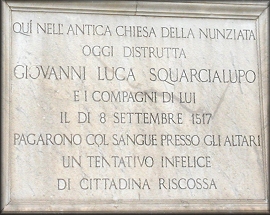 QUÌ NELL'ANTICA CHIESA DELLA NUNZIATA
OGGI DISTRUTTA
GIOVANNI LUCA SQUARCIALUPO
E I COMPAGNI DI LUI
IL DI 8 SETTEMBRE 1517
PAGARONO COL SANGUE PRESSO GLI ALTARI
UN TENTATIVO INFELICE
DI CITTADINA RISCOSSA